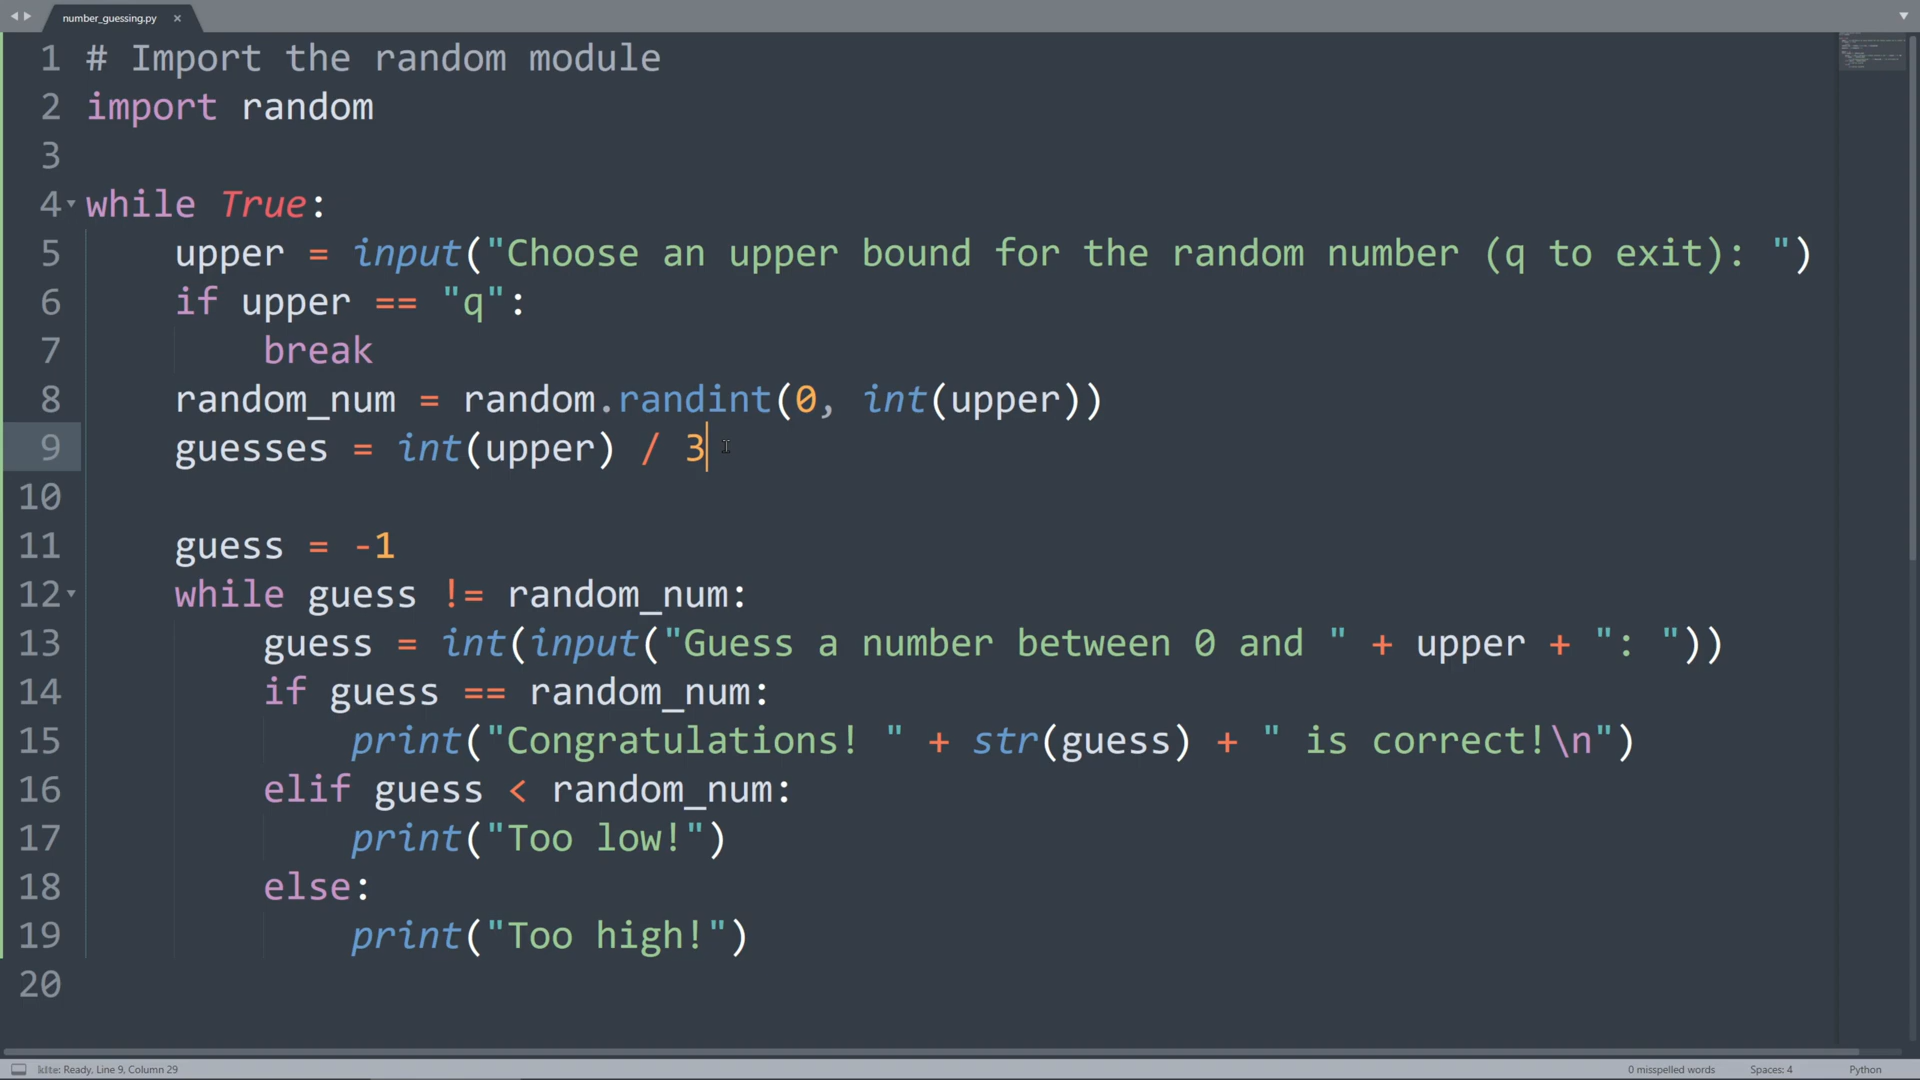 number_guessing.py ×
1 # Import the random module
2 import random
3
4 while True:
5     upper = input("Choose an upper bound for the random number (q to exit): ")
6     if upper == "q":
7         break
8     random_num = random.randint(0, int(upper))
9     guesses = int(upper) / 3
10
11     guess = -1
12     while guess != random_num:
13         guess = int(input("Guess a number between 0 and " + upper + ": "))
14         if guess == random_num:
15             print("Congratulations! " + str(guess) + " is correct!\n")
16         elif guess < random_num:
17             print("Too low!")
18         else:
19             print("Too high!")
20
kite: Ready, Line 9, Column 29 0 misspelled words Spaces: 4 Python